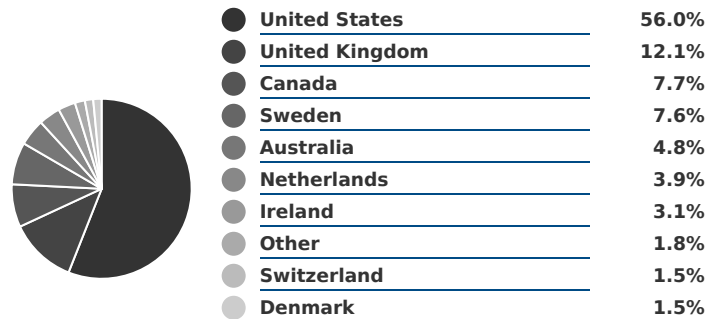 United States 56.0%
United Kingdom 12.1%
Canada 7.7%
Sweden 7.6%
Australia 4.8%
Netherlands 3.9%
Ireland 3.1%
Other 1.8%
Switzerland 1.5%
Denmark 1.5%